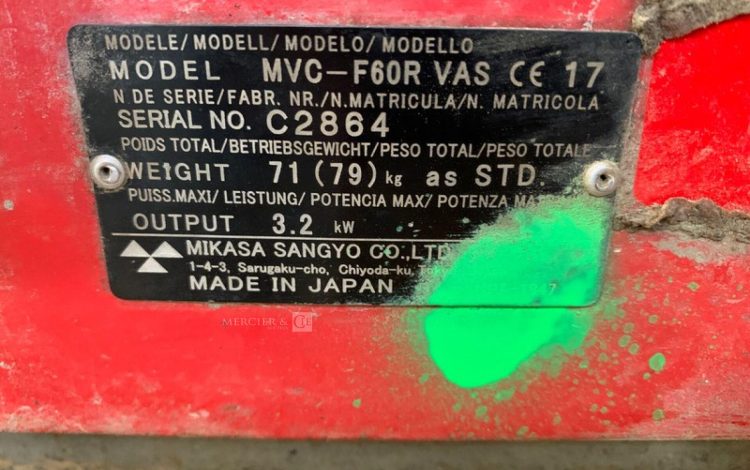 MODELE/MODELL/MODELO/MODELLO
MODEL MVC-F60R VAS CE 17
N.DE SERIE/FABR. NR./N.MATRICULA/N. MATRICOLA
SERIAL NO. C2864
POIDS TOTAL/BETRIEBSGEWICHT/PESO TOTAL/PESO TOTALE
WEIGHT 71 (79) kg as STD.
PUISS.MAXI/ LEISTUNG/ POTENCIA MAX/ POTENZA
OUTPUT 3.2 kW
MIKASA SANGYO CO.,LTD
1-4-3, Sarugaku-cho, Chiyoda-ku,
MADE IN JAPAN
MERCIER &